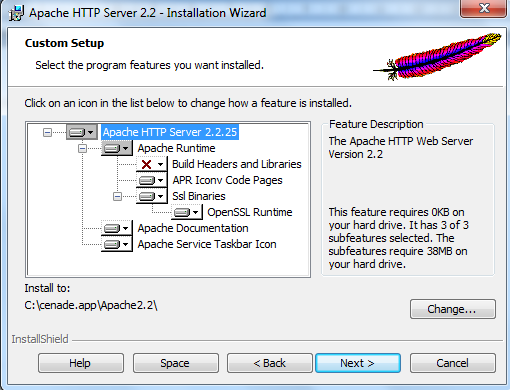 Apache HTTP Server 2.2 - Installation Wizard
Custom Setup
Select the program features you want installed.
Click on an icon in the list below to change how a feature is installed.
Apache HTTP Server 2.2.25
Apache Runtime
Build Headers and Libraries
APR Iconv Code Pages
Ssl Binaries
OpenSSL Runtime
Apache Documentation
Apache Service Taskbar Icon
Feature Description
The Apache HTTP Web Server
Version 2.2
This feature requires 0KB on
your hard drive. It has 3 of 3
subfeatures selected. The
subfeatures require 38MB on
your hard drive.
Install to:
C:\cenade.app\Apache2.2\
Change...
InstallShield
Help
Space
< Back
Next >
Cancel